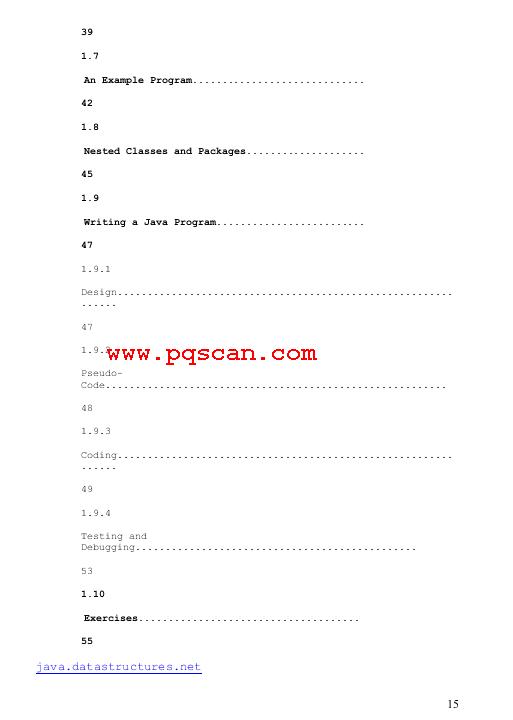 39
1.7
An Example Program.............................
42
1.8
Nested Classes and Packages....................
45
1.9
Writing a Java Program.........................
47
1.9.1
Design........................................................
......
47
1.9.2
www.pqscan.com
Pseudo-
Code.........................................................
48
1.9.3
Coding........................................................
......
49
1.9.4
Testing and
Debugging...............................................
53
1.10
Exercises.....................................
55
java.datastructures.net
15